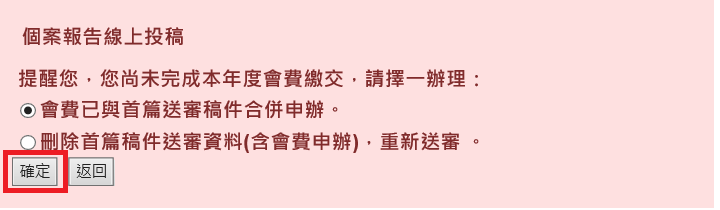 個案報告線上投稿
提醒您，您尚未完成本年度會費繳交，請擇一辦理：
會費已與首篇送審稿件合併申辦。
刪除首篇稿件送審資料(含會費申辦)，重新送審 。
確定 返回